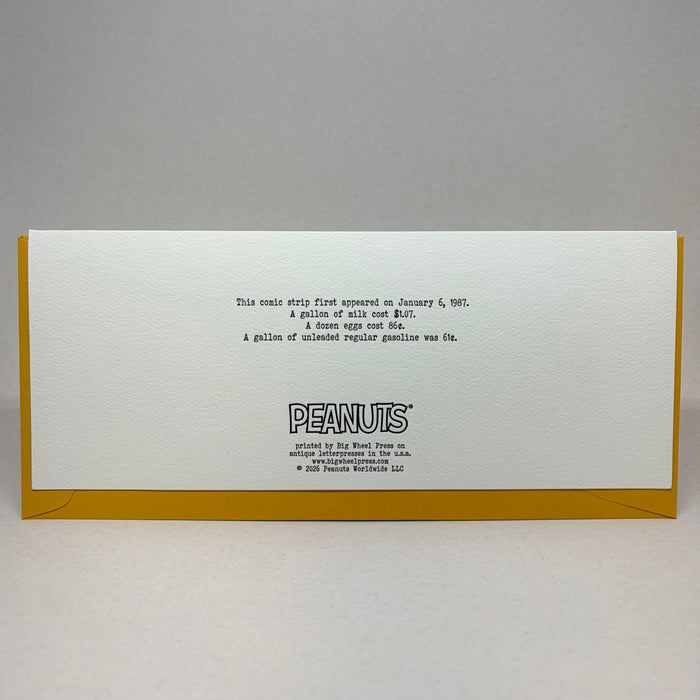 This comic strip first appeared on January 6, 1987.
A gallon of milk cost $1.07.
A dozen eggs cost 86¢.
A gallon of unleaded regular gasoline was 61¢.
PEANUTS®
printed by Big Wheel Press on
antique letterpresses in the u.s.a.
www.bigwheelpress.com
© 2026 Peanuts Worldwide LLC